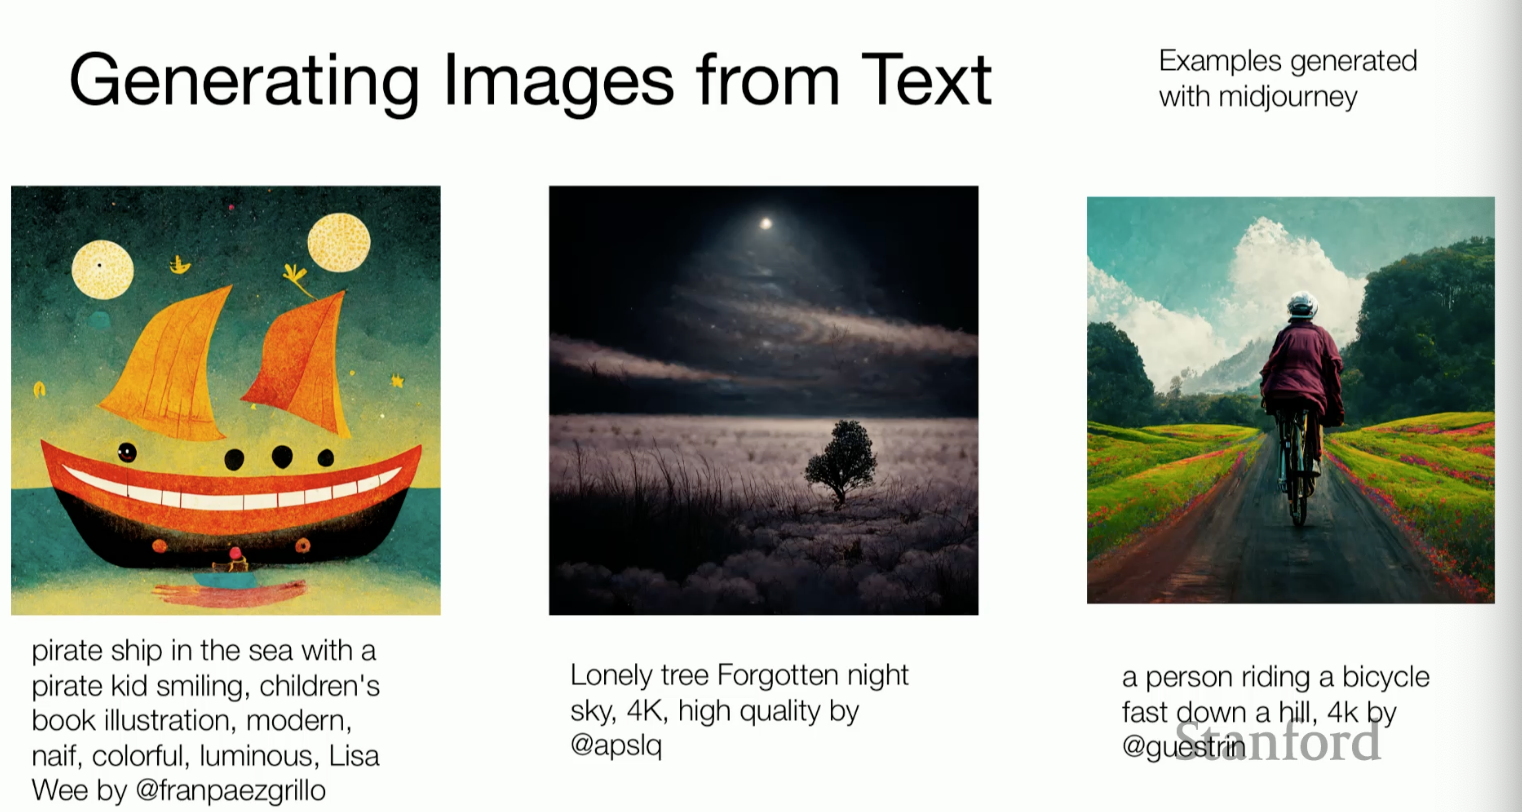 Generating Images from Text
Examples generated
with midjourney
pirate ship in the sea with a
pirate kid smiling, children's
book illustration, modern,
naif, colorful, luminous, Lisa
Wee by @franpaezgrillo
Lonely tree Forgotten night
sky, 4K, high quality by
@apslq
a person riding a bicycle
fast down a hill, 4k by
@guestrin
Stanford